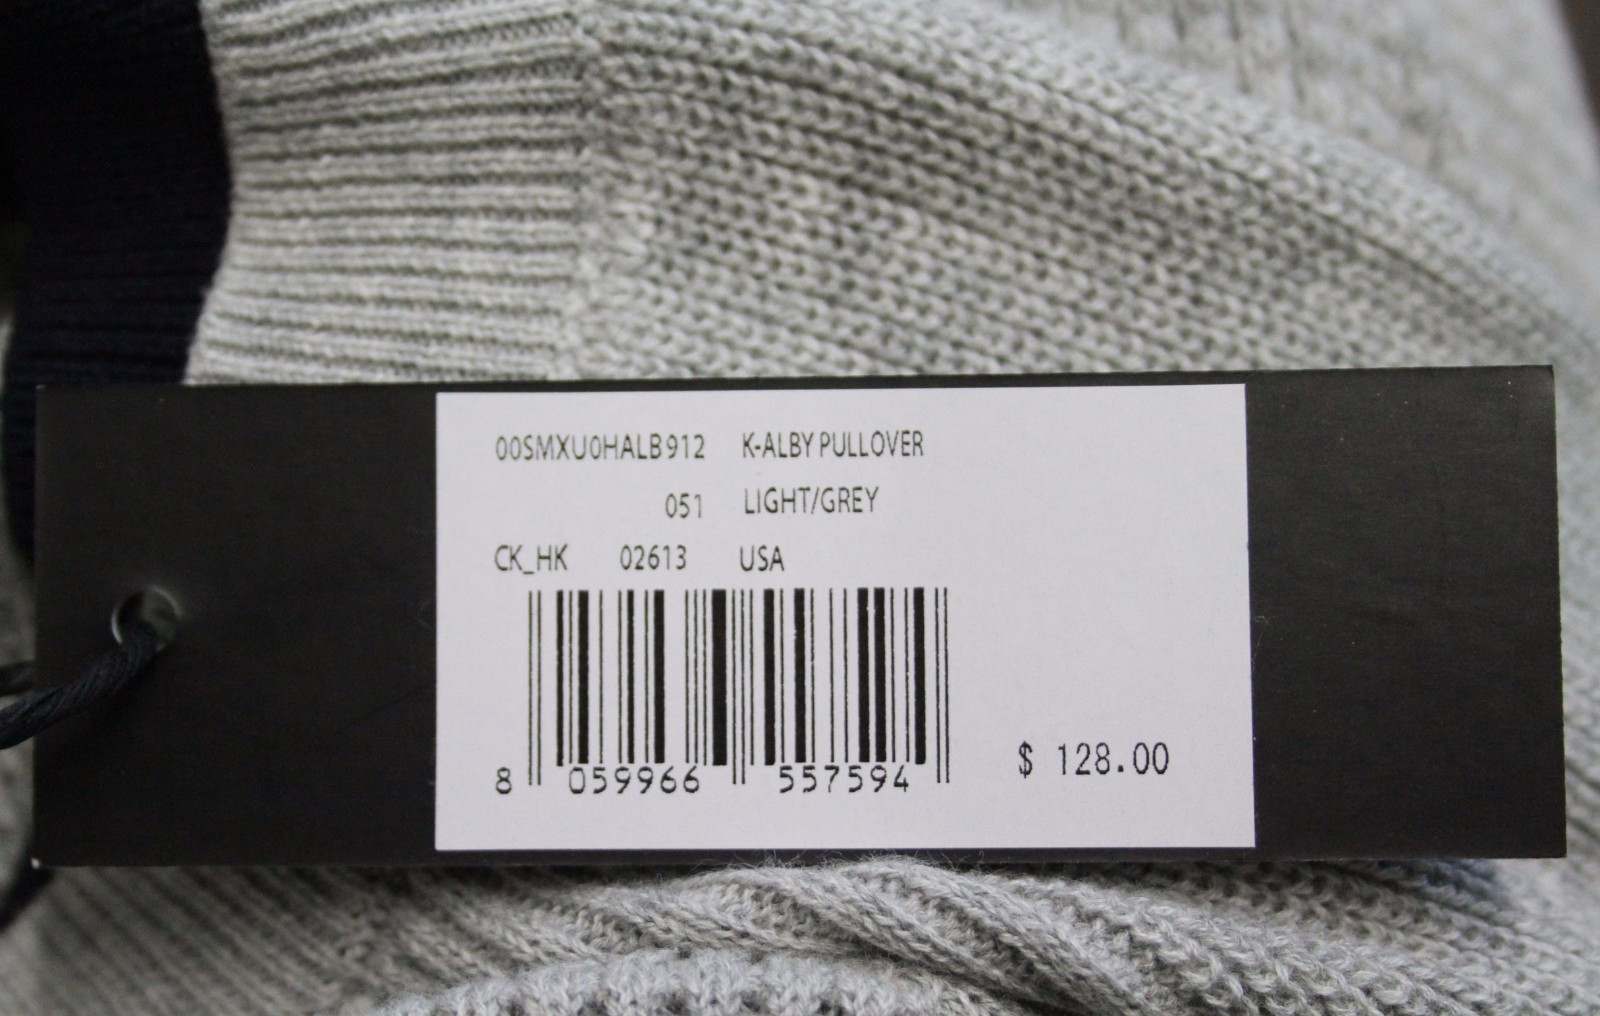 00SMXU0HALB912 K-ALBY PULLOVER
051 LIGHT/GREY
CK_HK 02613 USA
8 059966 557594
$ 128.00